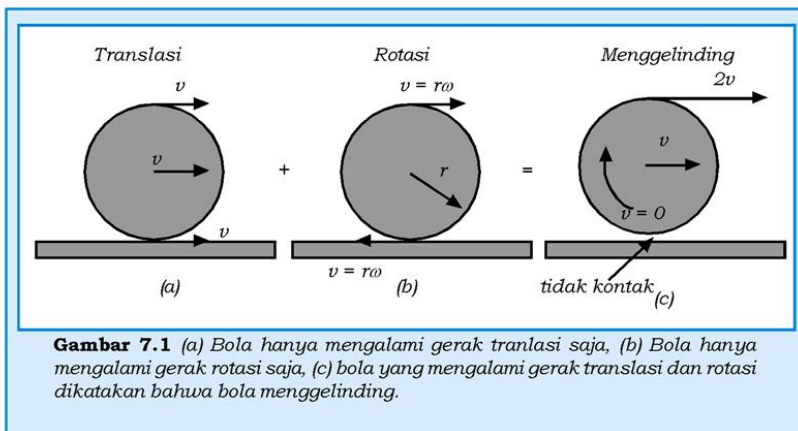 Translasi
Rotasi
Menggelinding
v
v = rω
2v
v
r
v
+
=
v = 0
v
v = rω
tidak kontak
(a)
(b)
(c)
Gambar 7.1 (a) Bola hanya mengalami gerak tranlasi saja, (b) Bola hanya
mengalami gerak rotasi saja, (c) bola yang mengalami gerak translasi dan rotasi
dikatakan bahwa bola menggelinding.